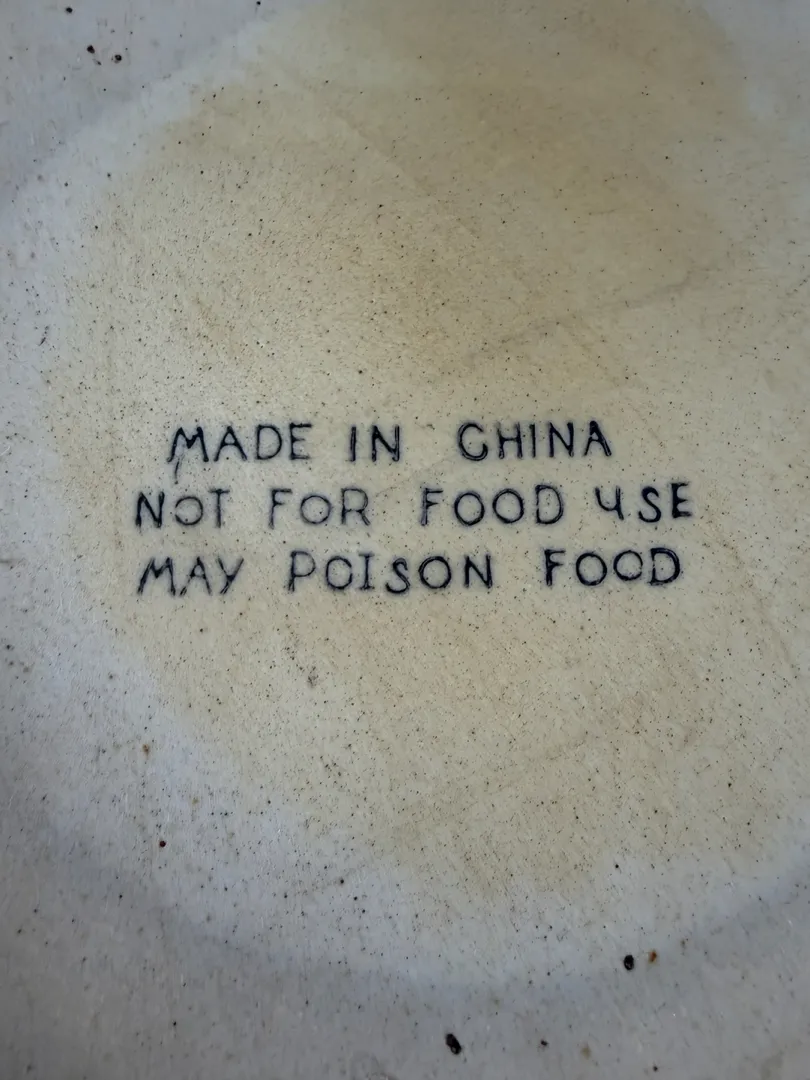 MADE IN CHINA
NOT FOR FOOD USE
MAY POISON FOOD